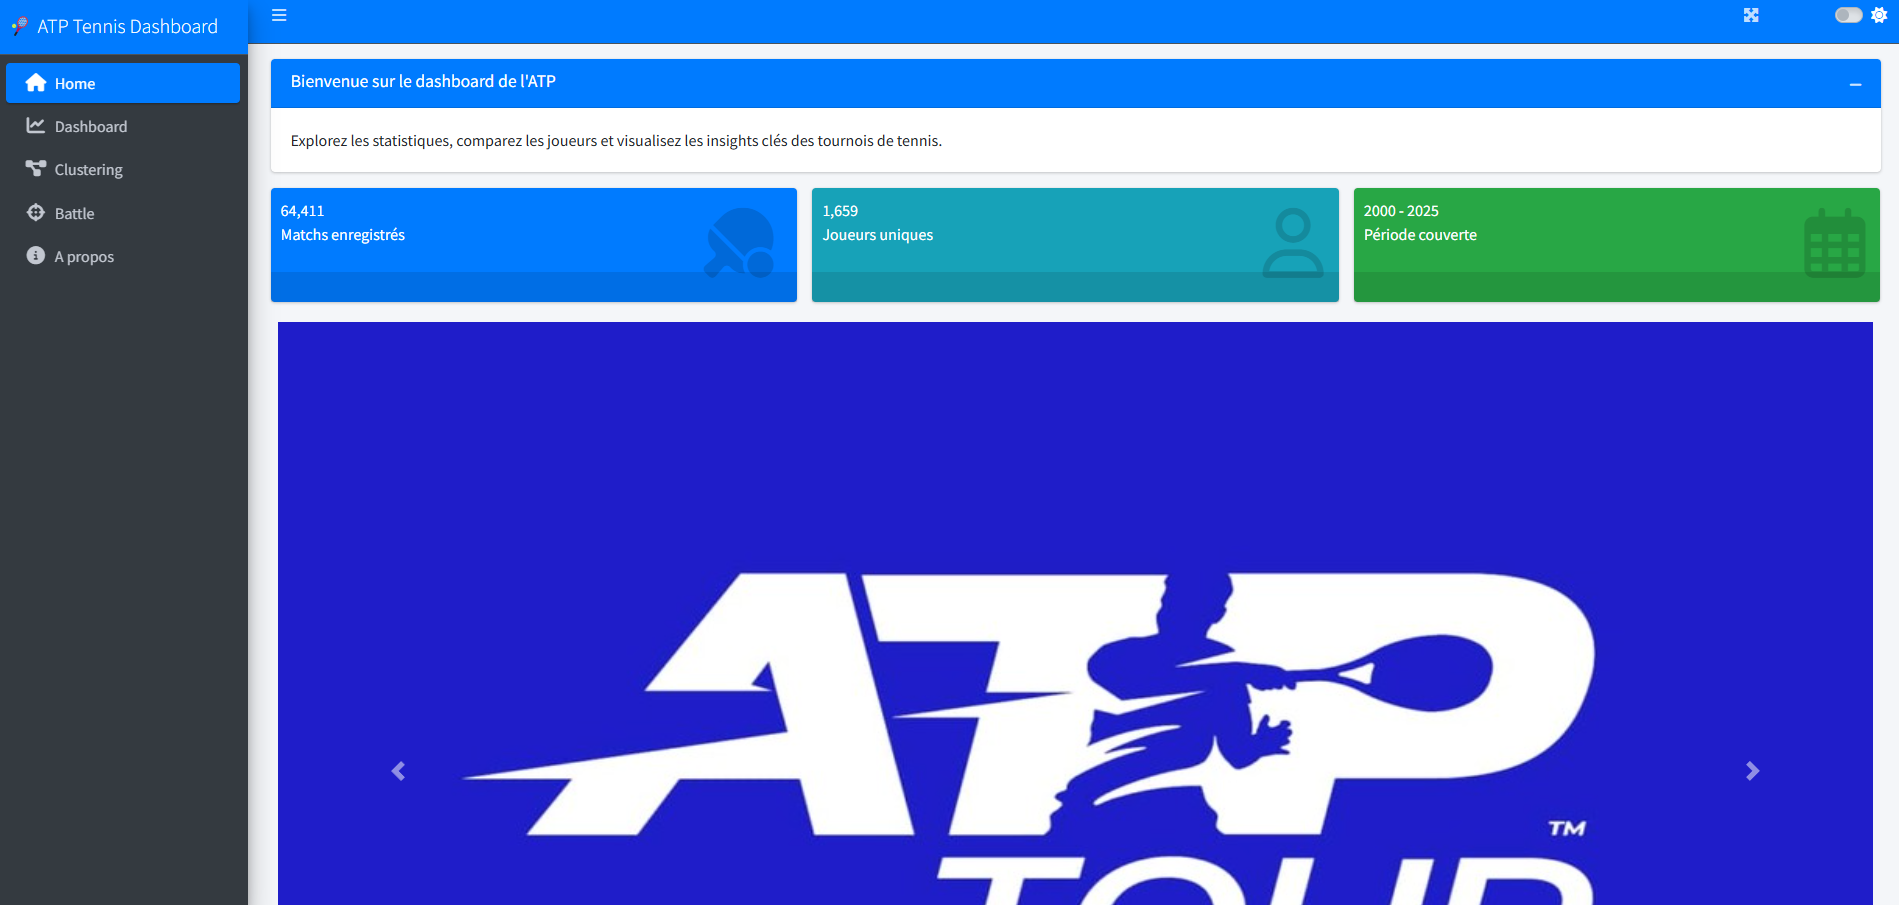 ATP Tennis Dashboard
Home
Dashboard
Clustering
Battle
A propos
Bienvenue sur le dashboard de l'ATP
Explorez les statistiques, comparez les joueurs et visualisez les insights clés des tournois de tennis.
64,411
Matchs enregistrés
1,659
Joueurs uniques
2000 - 2025
Période couverte
ATP
TM
TOUR